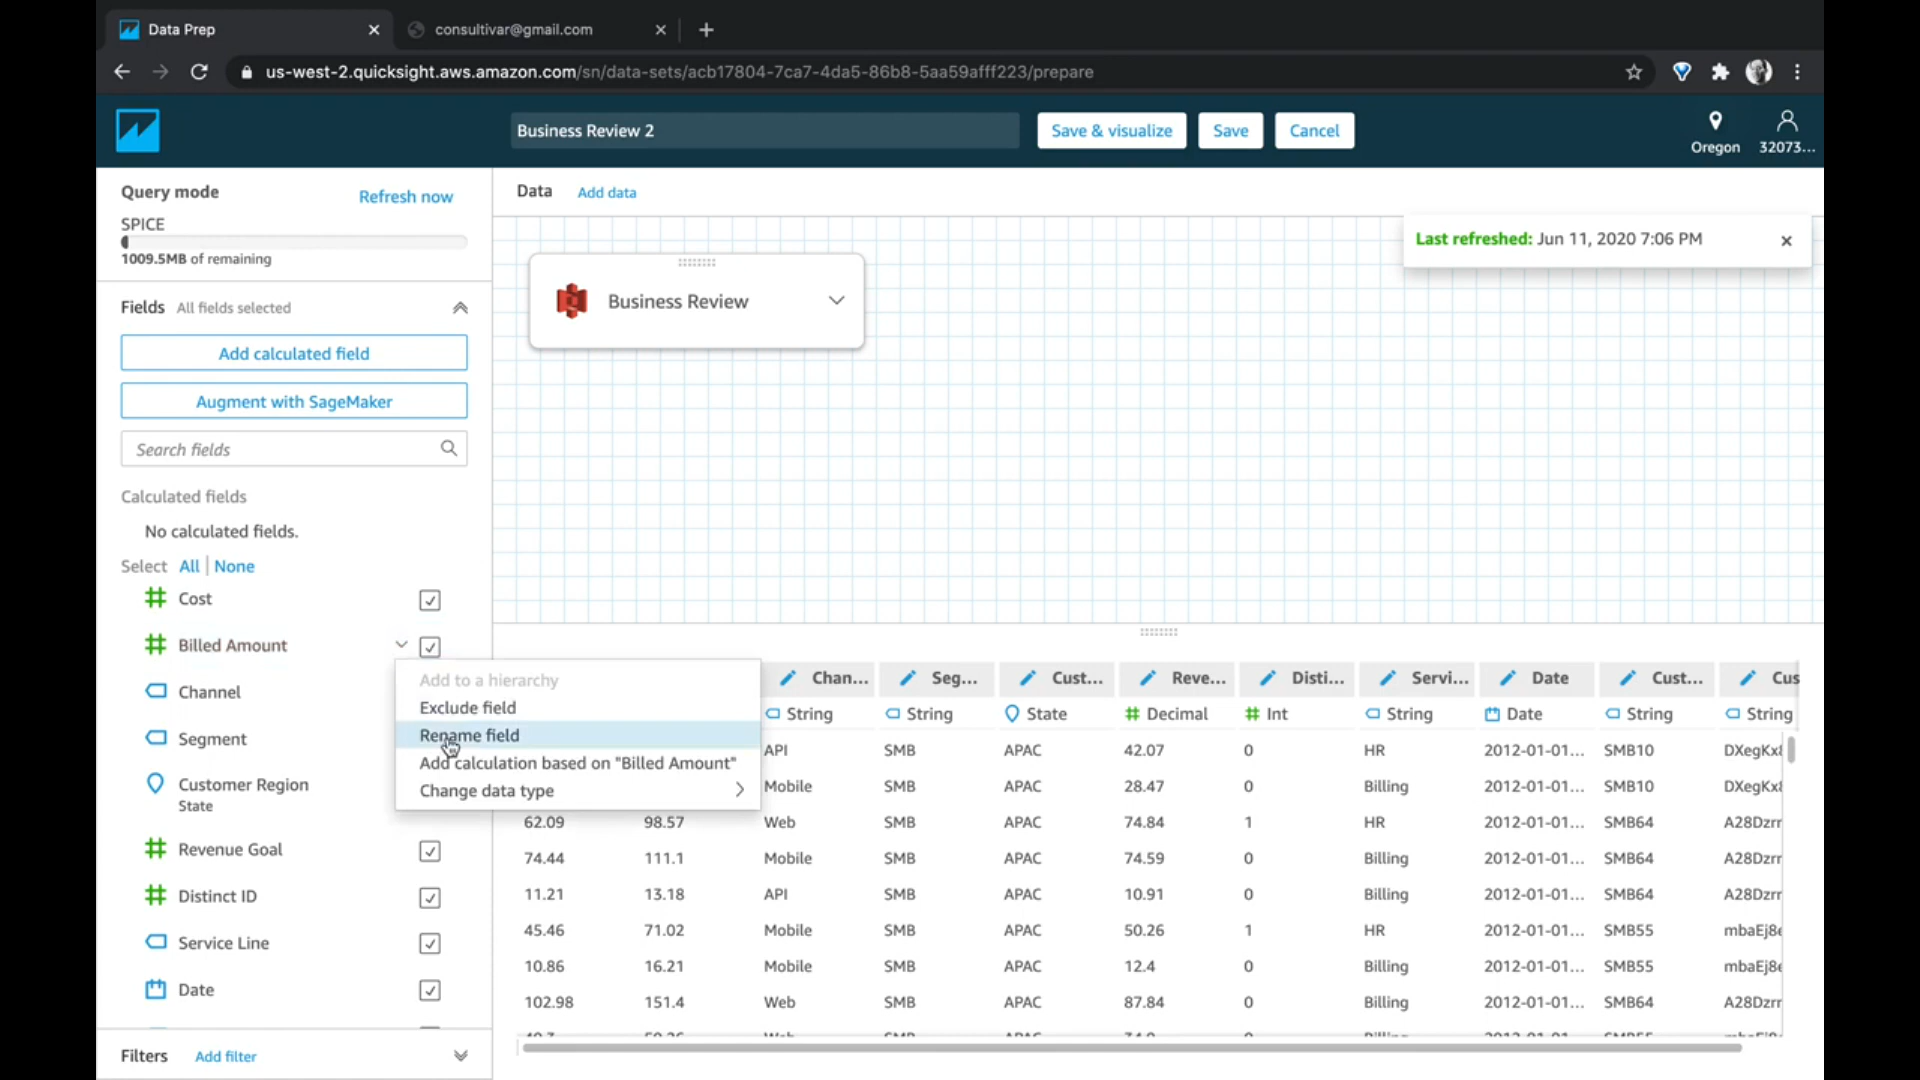 Data Prep
consultivar@gmail.com
us-west-2.quicksight.aws.amazon.com/sn/data-sets/acb17804-7ca7-4da5-86b8-5aa59afff223/prepare
Business Review 2
Save & visualize
Save
Cancel
Oregon
32073...
Query mode
Refresh now
SPICE
1009.5MB of remaining
Fields All fields selected
Add calculated field
Augment with SageMaker
Search fields
Calculated fields
No calculated fields.
Select All | None
Cost
Billed Amount
Channel
Segment
Customer Region
State
Revenue Goal
Distinct ID
Service Line
Date
Filters Add filter
Add to a hierarchy
Exclude field
Rename field
Add calculation based on "Billed Amount"
Change data type
Data Add data
Business Review
Last refreshed: Jun 11, 2020 7:06 PM
Chan... Seg... Cust... Reve... Disti... Servi... Date Cust... Cus
String String State Decimal Int String Date String String
API SMB APAC 42.07 0 HR 2012-01-01... SMB10 DXegKx
Mobile SMB APAC 28.47 0 Billing 2012-01-01... SMB10 DXegKx
62.09 98.57 Web SMB APAC 74.84 1 HR 2012-01-01... SMB64 A28Dzr
74.44 111.1 Mobile SMB APAC 74.59 0 Billing 2012-01-01... SMB64 A28Dzr
11.21 13.18 API SMB APAC 10.91 0 Billing 2012-01-01... SMB64 A28Dzr
45.46 71.02 Mobile SMB APAC 50.26 1 HR 2012-01-01... SMB55 mbaEj8
10.86 16.21 Mobile SMB APAC 12.4 0 Billing 2012-01-01... SMB55 mbaEj8
102.98 151.4 Web SMB APAC 87.84 0 Billing 2012-01-01... SMB64 A28Dzr